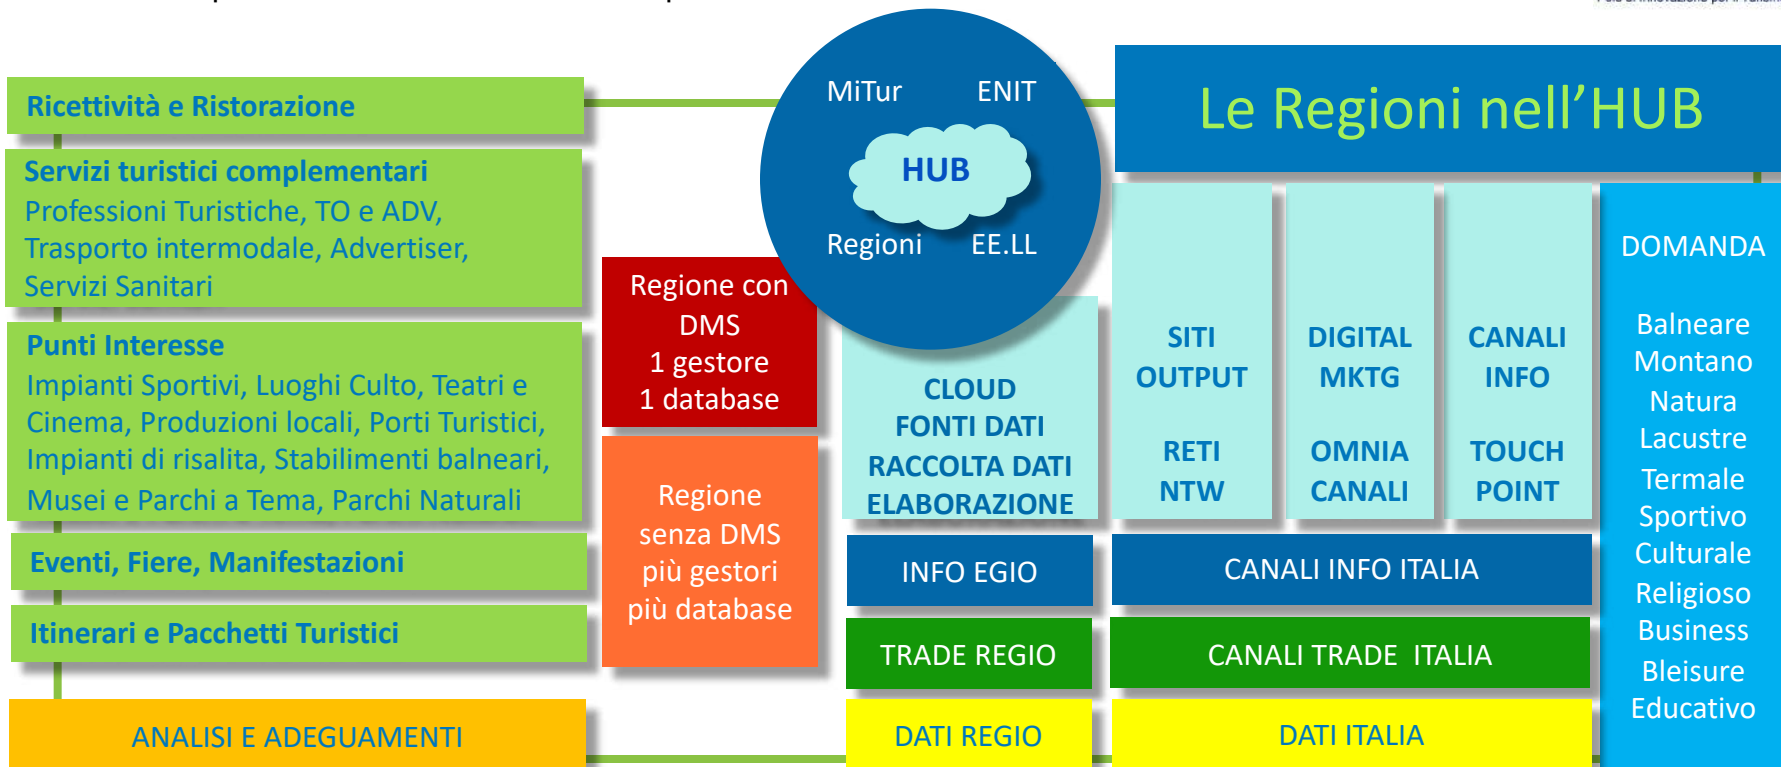 Le Regioni nell'HUB
MiTur ENIT
HUB
Regioni EE.LL
Ricettività e Ristorazione
Servizi turistici complementari
Professioni Turistiche, TO e ADV,
Trasporto intermodale, Advertiser,
Servizi Sanitari
Punti Interesse
Impianti Sportivi, Luoghi Culto, Teatri e
Cinema, Produzioni locali, Porti Turistici,
Impianti di risalita, Stabilimenti balneari,
Musei e Parchi a Tema, Parchi Naturali
Eventi, Fiere, Manifestazioni
Itinerari e Pacchetti Turistici
ANALISI E ADEGUAMENTI
Regione con
DMS
1 gestore
1 database
Regione
senza DMS
più gestori
più database
CLOUD
FONTI DATI
RACCOLTA DATI
ELABORAZIONE
INFO EGIO
TRADE REGIO
DATI REGIO
SITI
OUTPUT
RETI
NTW
DIGITAL
MKTG
OMNIA
CANALI
CANALI
INFO
TOUCH
POINT
CANALI INFO ITALIA
CANALI TRADE ITALIA
DATI ITALIA
DOMANDA
Balneare
Montano
Natura
Lacustre
Termale
Sportivo
Culturale
Religioso
Business
Bleisure
Educativo